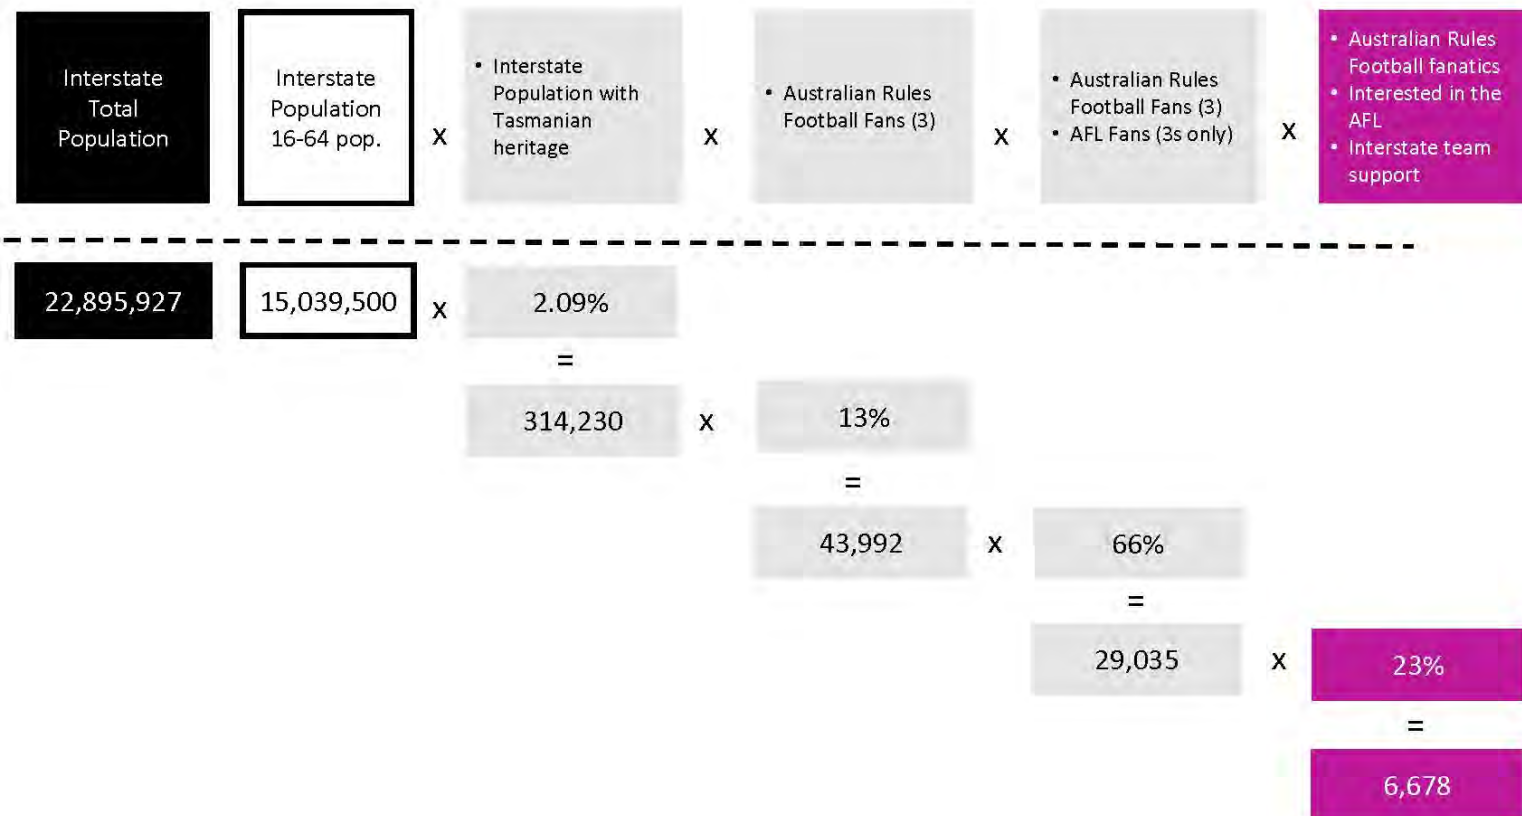 Interstate
Total
Population
Interstate
Population
16-64 pop.
x
• Interstate
Population with
Tasmanian
heritage
x
• Australian Rules
Football Fans (3)
x
• Australian Rules
Football Fans (3)
• AFL Fans (3s only)
x
• Australian Rules
Football fanatics
• Interested in the
AFL
• Interstate team
support
22,895,927
15,039,500
x
2.09%
=
314,230
x
13%
=
43,992
x
66%
=
29,035
x
23%
=
6,678